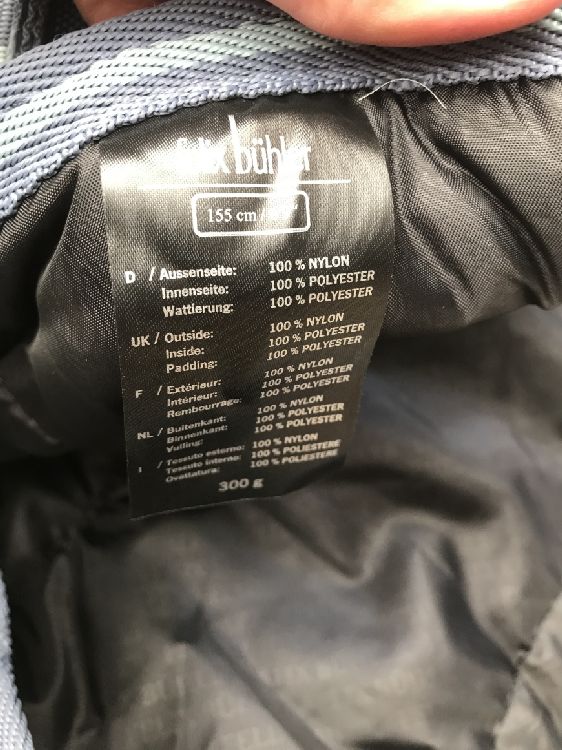 felix bühler
155 cm
D / Aussenseite: 100 % NYLON
Innenseite: 100 % POLYESTER
Wattierung: 100 % POLYESTER
UK / Outside: 100 % NYLON
Inside: 100 % POLYESTER
Padding: 100 % POLYESTER
F / Extérieur: 100 % NYLON
Intérieur: 100 % POLYESTER
Rembourrage: 100 % POLYESTER
NL / Buitenkant: 100 % NYLON
Binnenkant: 100 % POLYESTER
Vulling: 100 % POLYESTER
I / Tessuto esterno: 100 % NYLON
Tessuto interno: 100 % POLIESTERE
Ovattatura: 100 % POLIESTERE
300 g